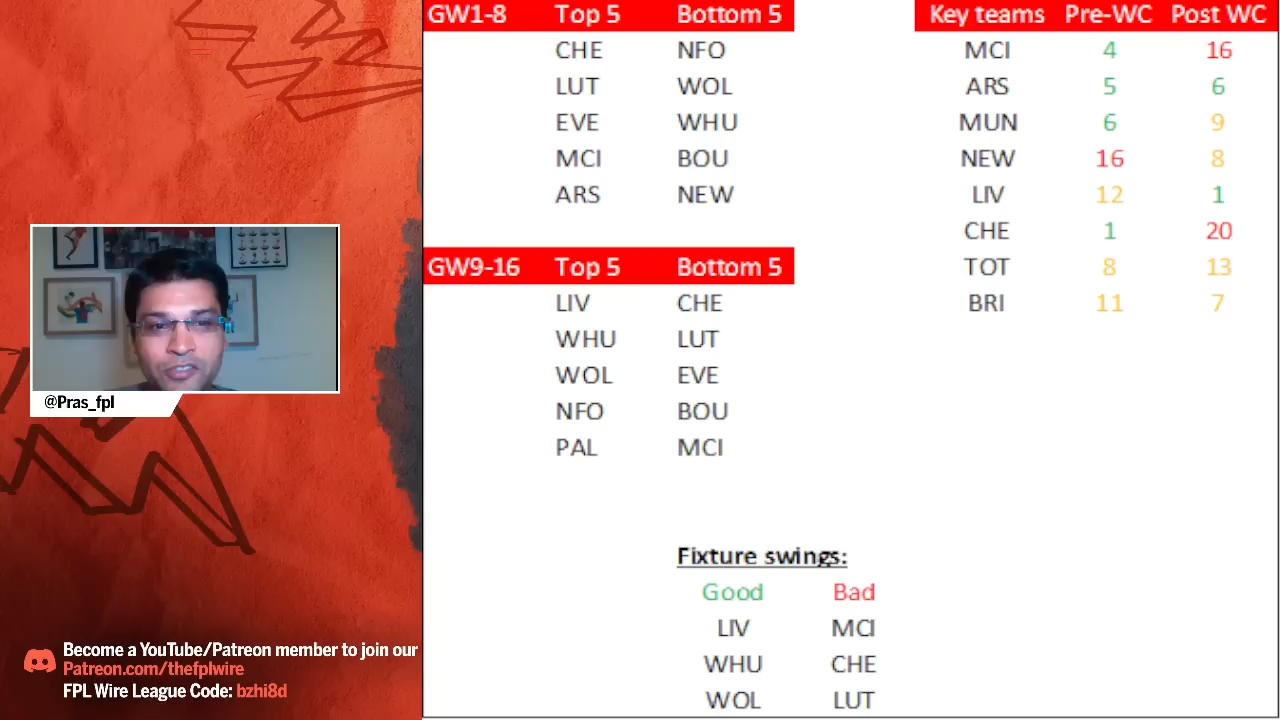 GW1-8 Top 5 Bottom 5
CHE NFO
LUT WOL
EVE WHU
MCI BOU
ARS NEW
GW9-16 Top 5 Bottom 5
LIV CHE
WHU LUT
WOL EVE
NFO BOU
PAL MCI
Fixture swings:
Good Bad
LIV MCI
WHU CHE
WOL LUT
Key teams Pre-WC Post WC
MCI 4 16
ARS 5 6
MUN 6 9
NEW 16 8
LIV 12 1
CHE 1 20
TOT 8 13
BRI 11 7
@Pras_fpl
Become a YouTube/Patreon member to join our
Patreon.com/thefplwire
FPL Wire League Code: bzhi8d